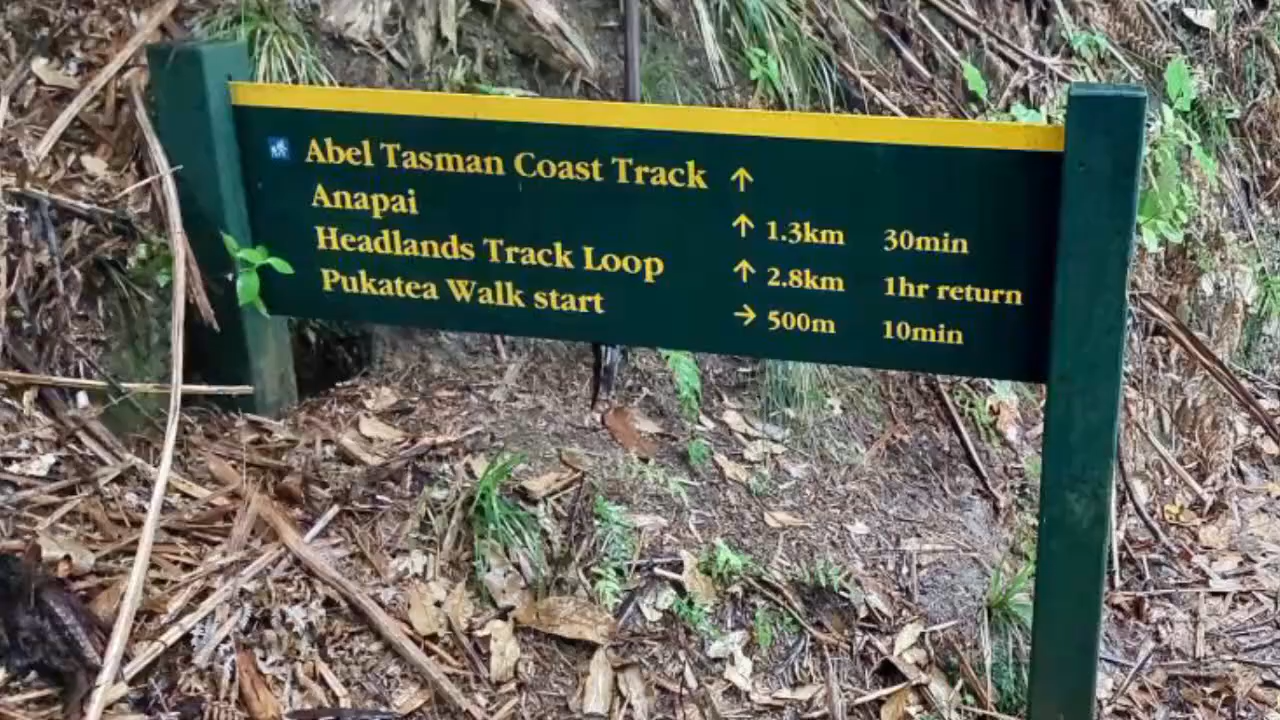 Abel Tasman Coast Track ↑
Anapai ↑ 1.3km 30min
Headlands Track Loop ↑ 2.8km 1hr return
Pukatea Walk start → 500m 10min